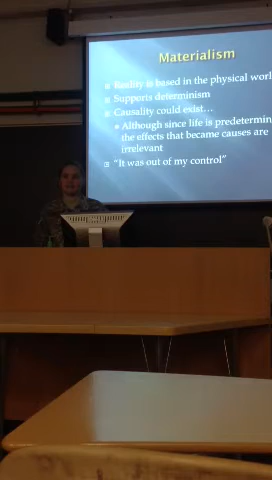 Materialism
Reality is based in the physical worl
Supports determinism
Causality could exist...
Although since life is predetermin
the effects that became causes are
irrelevant
"It was out of my control"